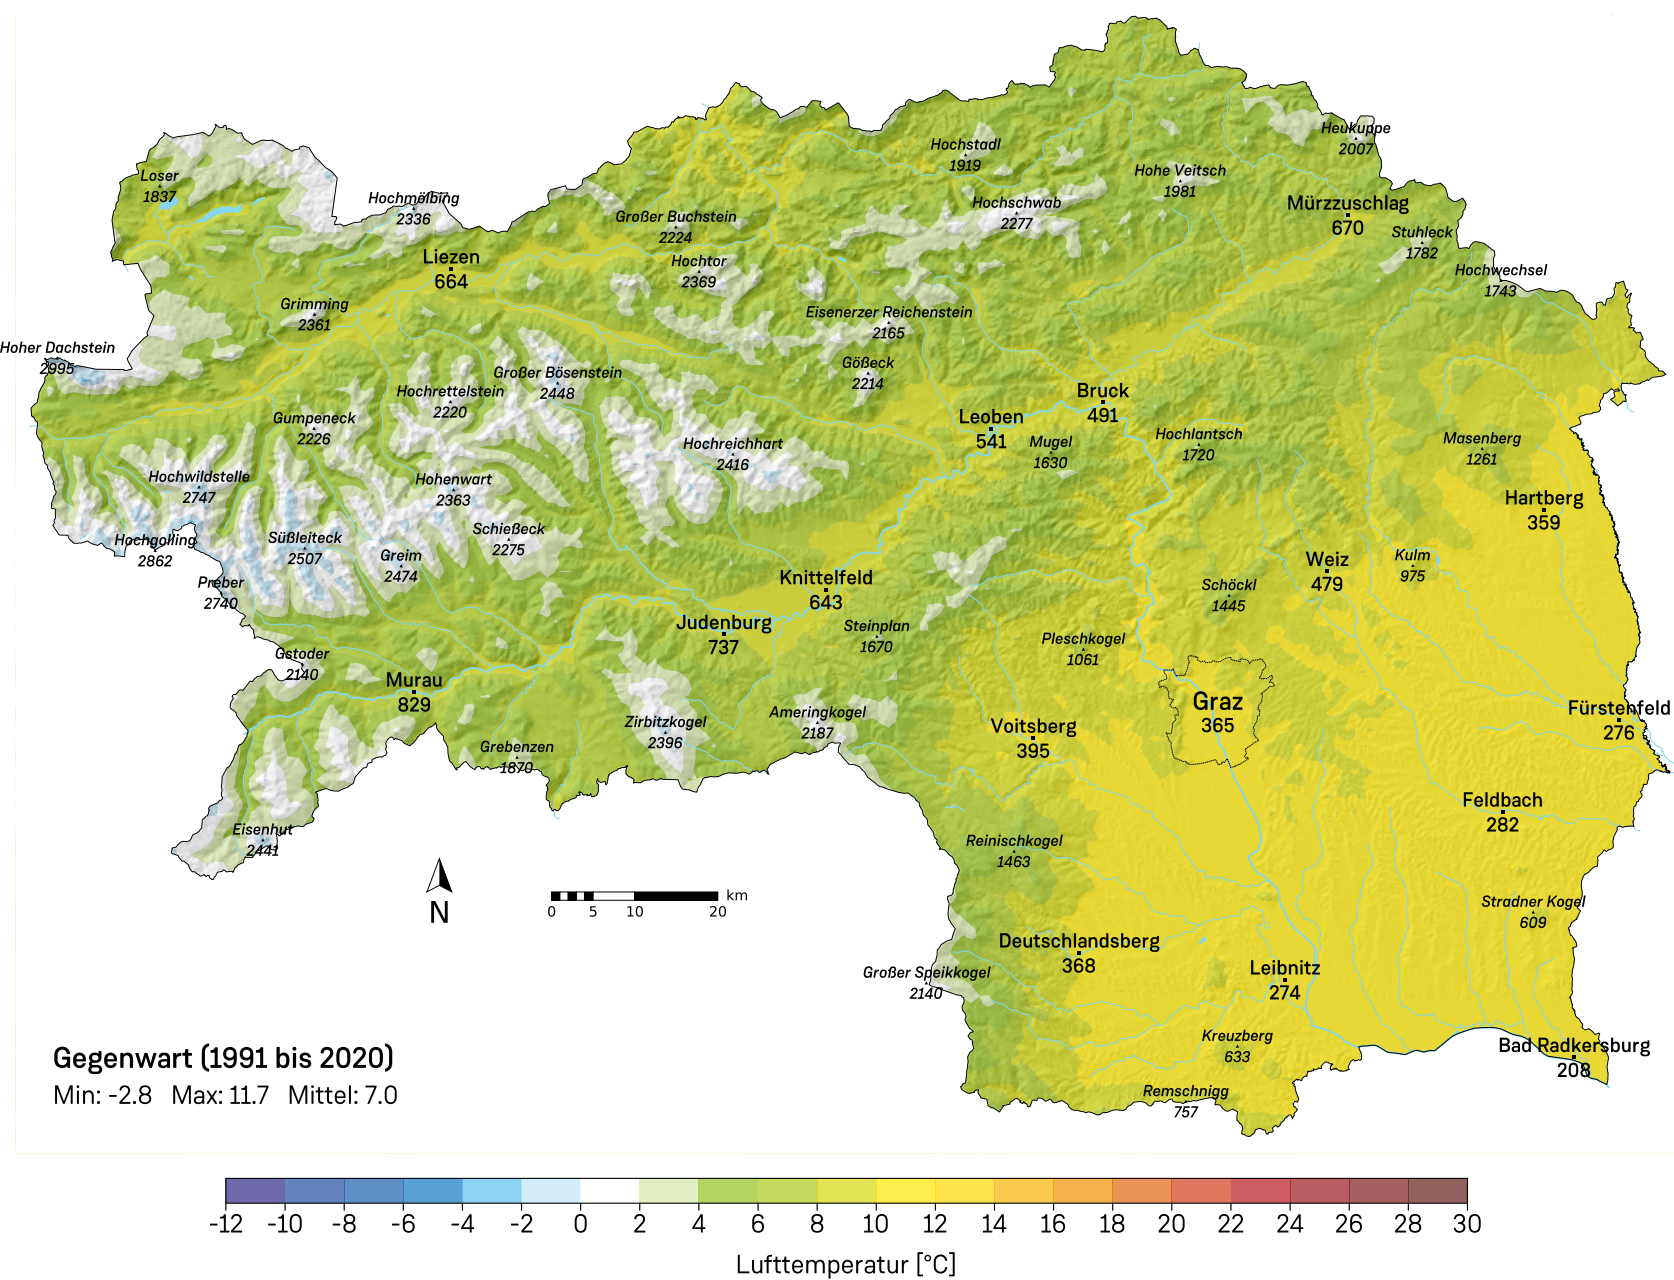 Heukuppe
2007
Hochstadl
1919
Loser
1837
Hohe Veitsch
1981
Hochmölbing
2336
Hochschwab
2277
Mürzzuschlag
670
Großer Buchstein
2224
Stuhleck
1782
Liezen
664
Hochtor
2369
Hochwechsel
1743
Grimming
2361
Eisenerzer Reichenstein
2165
Hoher Dachstein
2995
Gößeck
2214
Großer Bösenstein
2448
Hochrettelstein
2220
Bruck
491
Leoben
541
Gumpeneck
2226
Hochreichhart
2416
Mugel
1630
Hochlantsch
1720
Masenberg
1261
Hochwildstelle
2747
Hohenwart
2363
Hartberg
359
Schießeck
2275
Hochgolling
2862
Süßleiteck
2507
Greim
2474
Kulm
975
Weiz
479
Preber
2740
Knittelfeld
643
Schöckl
1445
Judenburg
737
Steinplan
1670
Pleschkogel
1061
Gstoder
2140
Murau
829
Graz
365
Fürstenfeld
276
Zirbitzkogel
2396
Ameringkogel
2187
Voitsberg
395
Grebenzen
1870
Feldbach
282
Eisenhut
2441
Reinischkogel
1463
N
km
0 5 10 20
Stradner Kogel
609
Deutschlandsberg
368
Großer Speikkogel
2140
Leibnitz
274
Kreuzberg
633
Bad Radkersburg
208
Remschnigg
757
Gegenwart (1991 bis 2020)
Min: -2.8 Max: 11.7 Mittel: 7.0
-12 -10 -8 -6 -4 -2 0 2 4 6 8 10 12 14 16 18 20 22 24 26 28 30
Lufttemperatur [°C]